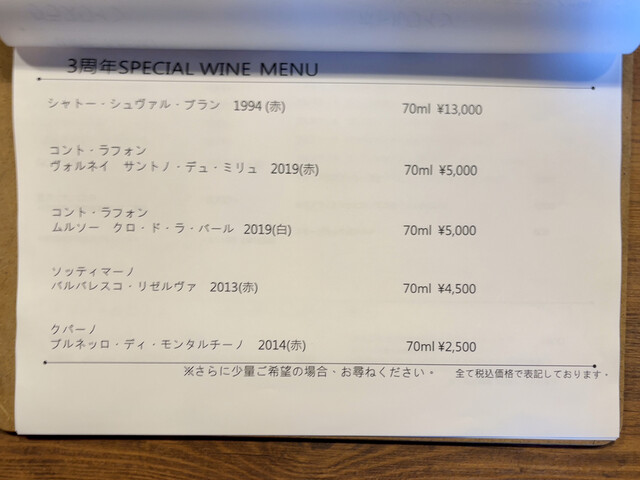 3周年SPECIAL WINE MENU
シャトー・シュヴァル・ブラン 1994(赤) 70ml ¥13,000
コント・ラフォン
ヴォルネイ サントノ・デュ・ミリュ 2019(赤) 70ml ¥5,000
コント・ラフォン
ムルソー クロ・ド・ラ・バール 2019(白) 70ml ¥5,000
ソッティマーノ
バルバレスコ・リゼルヴァ 2013(赤) 70ml ¥4,500
クパーノ
ブルネッロ・ディ・モンタルチーノ 2014(赤) 70ml ¥2,500
※さらに少量ご希望の場合、お尋ねください。 全て税込価格で表記しております。